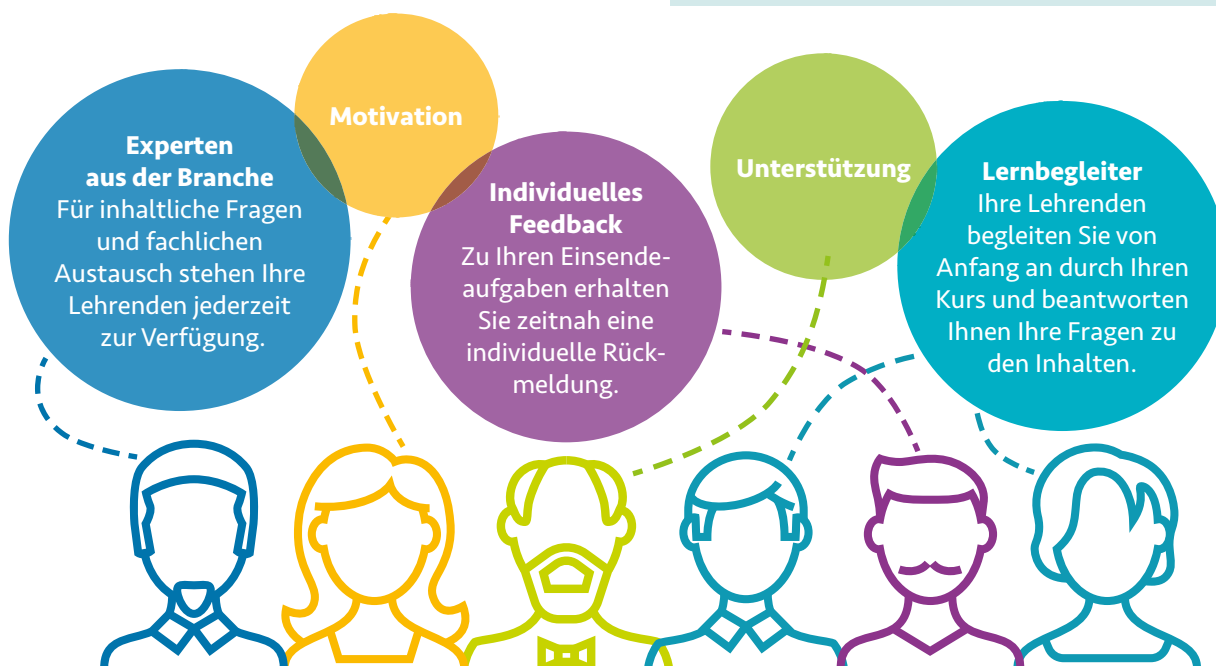 Experten
aus der Branche
Für inhaltliche Fragen
und fachlichen
Austausch stehen Ihre
Lehrenden jederzeit
zur Verfügung.
Motivation
Individuelles
Feedback
Zu Ihren Einsende-
aufgaben erhalten
Sie zeitnah eine
individuelle Rück-
meldung.
Unterstützung
Lernbegleiter
Ihre Lehrenden
begleiten Sie von
Anfang an durch Ihren
Kurs und beantworten
Ihnen Ihre Fragen zu
den Inhalten.